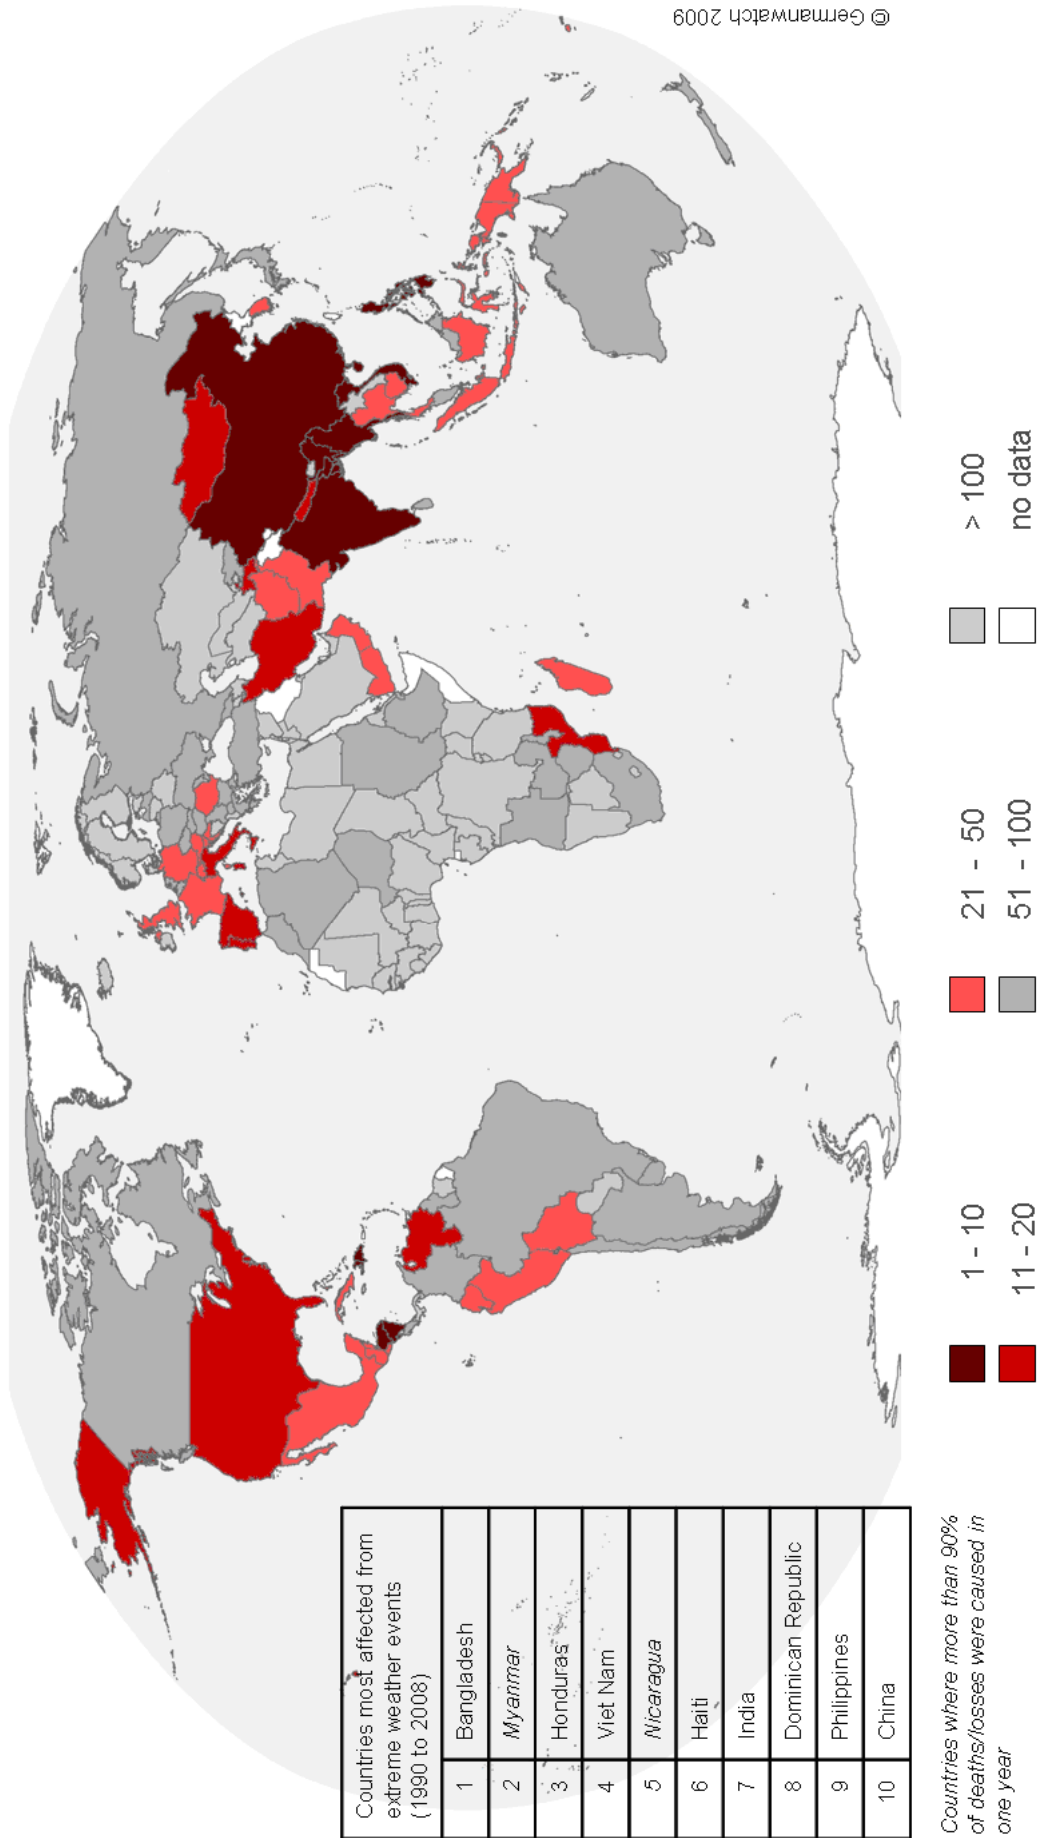 © Germanwatch 2009
Countries most affected from
extreme weather events
(1990 to 2008)
1 Bangladesh
2 Myanmar
3 Honduras
4 Viet Nam
5 Nicaragua
6 Haiti
7 India
8 Dominican Republic
9 Philippines
10 China
Countries where more than 90%
of deaths/losses were caused in
one year
1 - 10 21 - 50 > 100
11 - 20 51 - 100 no data